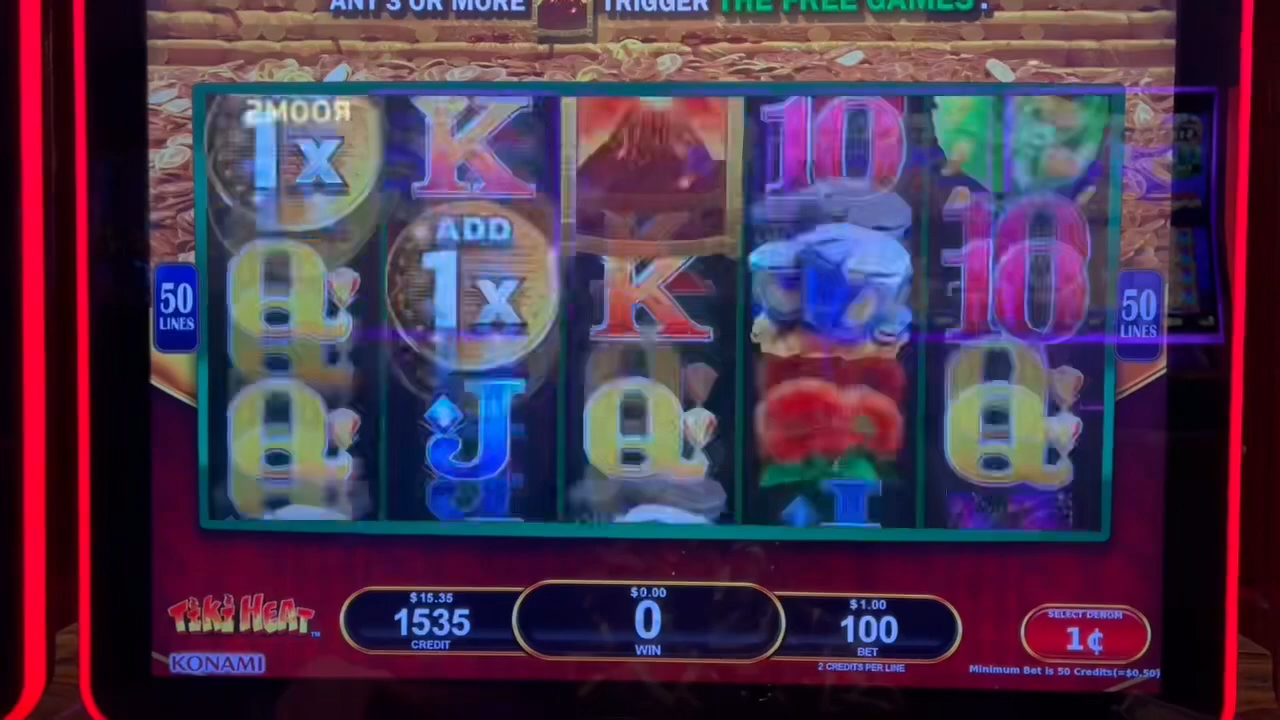 ANY 3 OR MORE TRIGGER THE FREE GAMES.
ROOMS
1x
K
10
ADD
1x
Q
K
10
Q
J
Q
Q
50
LINES
50
LINES
TIKI HEAT™
KONAMI
$15.35
1535
CREDIT
$0.00
0
WIN
$1.00
100
BET
2 CREDITS PER LINE
SELECT DENOM
1¢
Minimum Bet is 50 Credits(=$0.50)